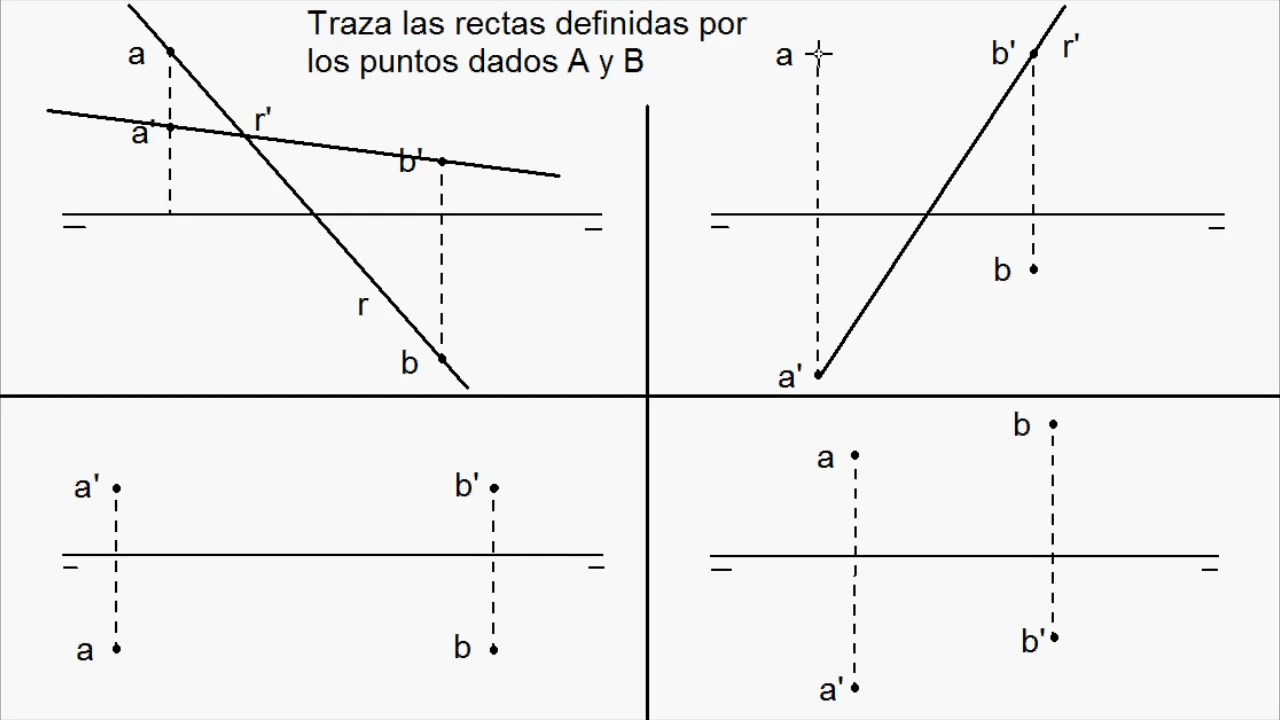 Traza las rectas definidas por
los puntos dados A y B
a
a'
r'
b'
r
b
a
b'
r'
b
a'
a'
b'
a
b
a
b
a'
b'